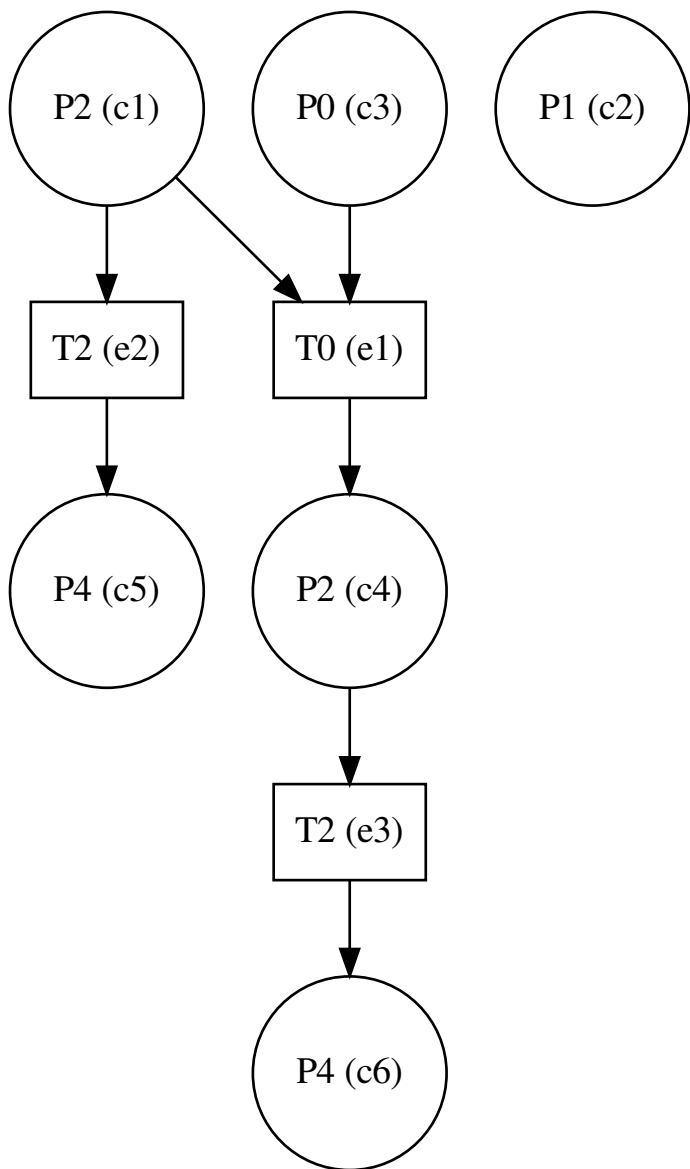 P2 (c1)
P0 (c3)
P1 (c2)
T2 (e2)
T0 (e1)
P4 (c5)
P2 (c4)
T2 (e3)
P4 (c6)